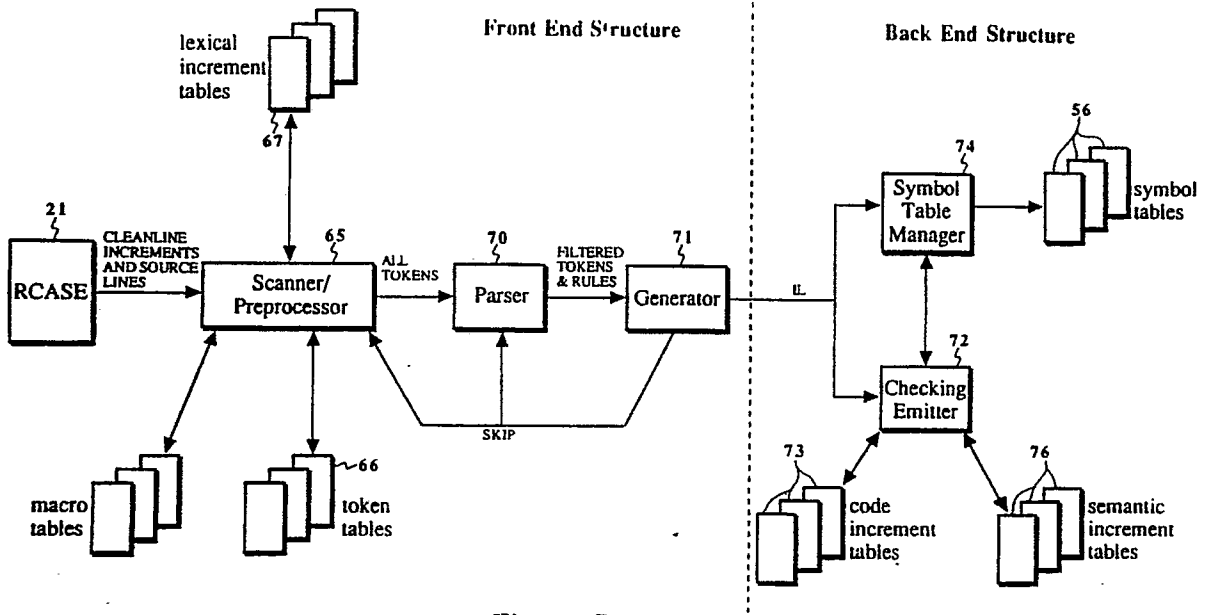 Front End Structure
Back End Structure
lexical
increment
tables
67
56
74
Symbol
Table
Manager
symbol
tables
21
RCASE
CLEANLINE
INCREMENTS
AND SOURCE
LINES
65
Scanner/
Preprocessor
ALL
TOKENS
70
Parser
FILTERED
TOKENS
& RULES
71
Generator
IL
72
Checking
Emitter
SKIP
macro
tables
66
token
tables
73
code
increment
tables
76
semantic
increment
tables